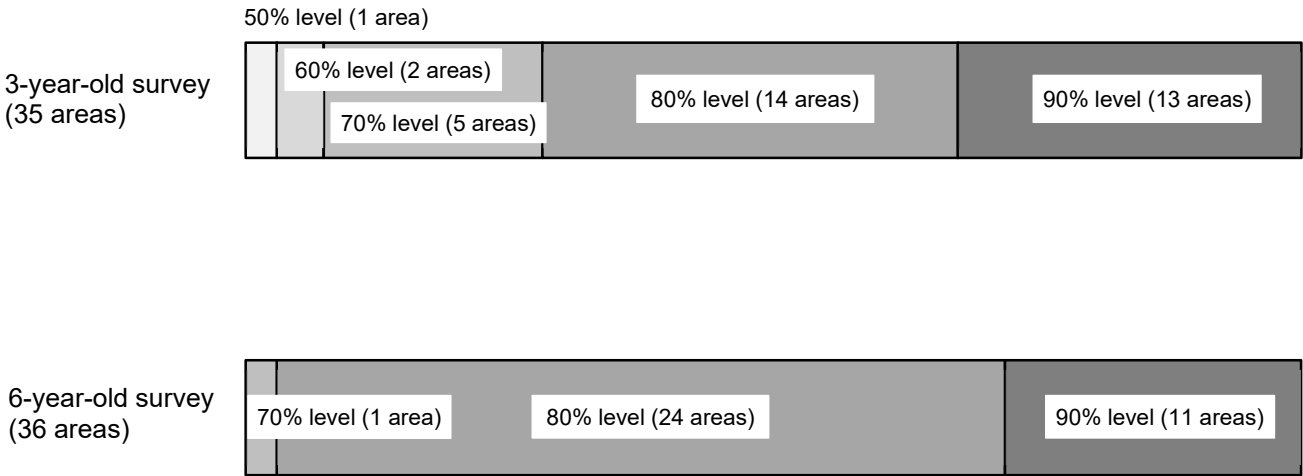 50% level (1 area)
3-year-old survey
(35 areas)
60% level (2 areas)
70% level (5 areas)
80% level (14 areas)
90% level (13 areas)
6-year-old survey
(36 areas)
70% level (1 area)
80% level (24 areas)
90% level (11 areas)